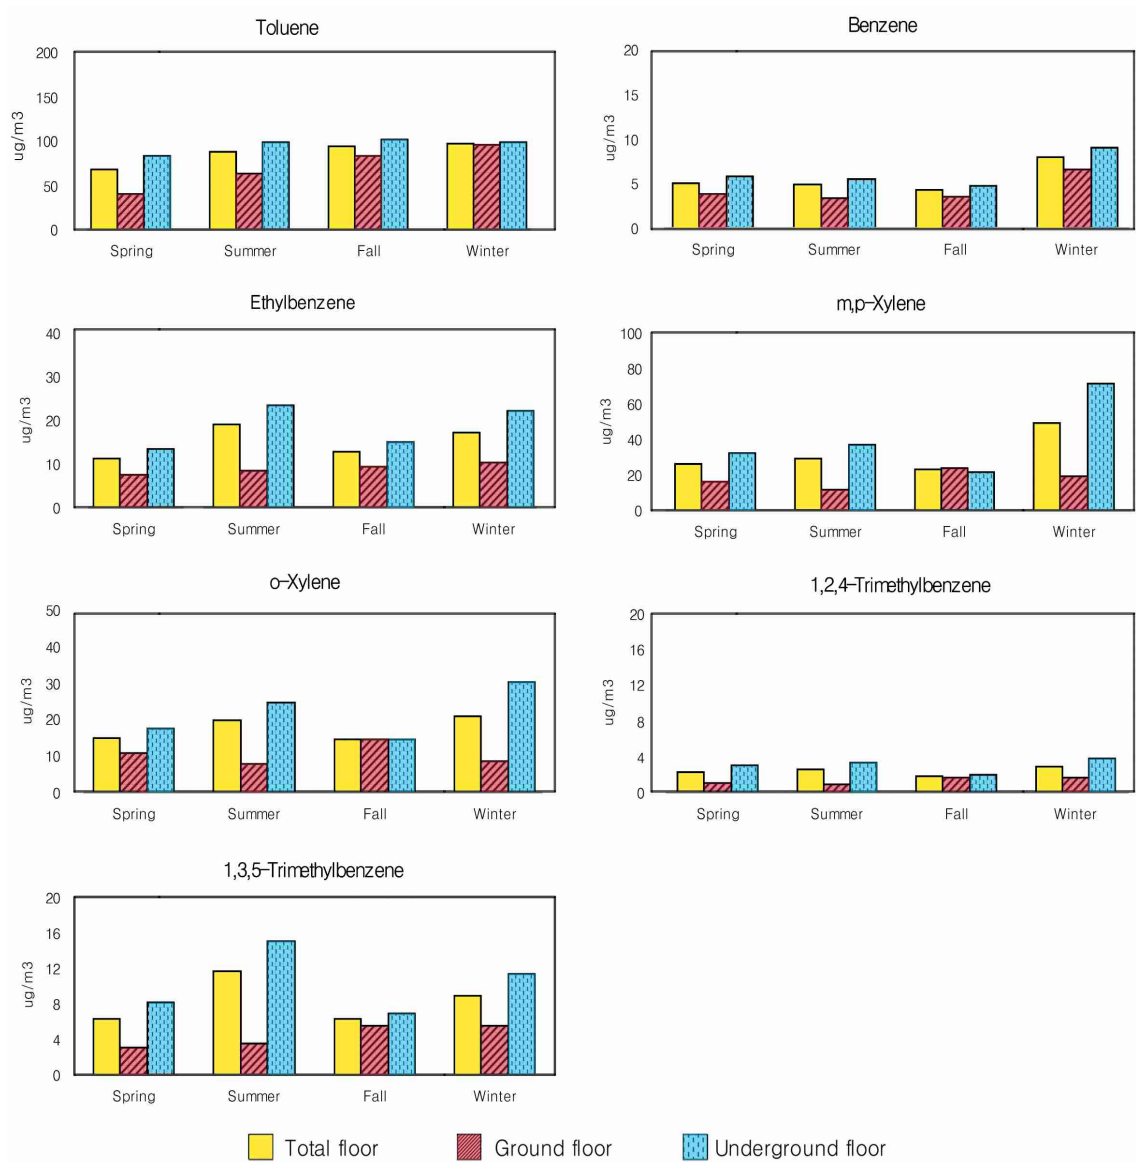 Toluene
200
150
100
50
0
ug/m3
Spring Summer Fall Winter
Benzene
20
15
10
5
0
ug/m3
Spring Summer Fall Winter
Ethylbenzene
40
30
20
10
0
ug/m3
Spring Summer Fall Winter
m,p-Xylene
100
80
60
40
20
0
ug/m3
Spring Summer Fall Winter
o-Xylene
50
40
30
20
10
0
ug/m3
Spring Summer Fall Winter
1,2,4-Trimethylbenzene
20
16
12
8
4
0
ug/m3
Spring Summer Fall Winter
1,3,5-Trimethylbenzene
20
16
12
8
4
0
ug/m3
Spring Summer Fall Winter
Total floor Ground floor Underground floor